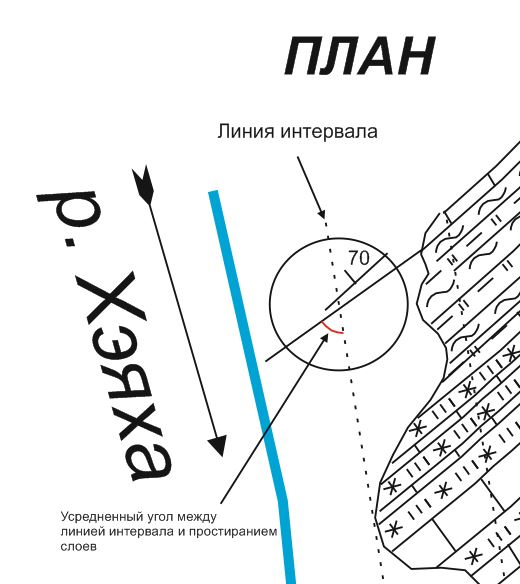 ПЛАН
Линия интервала
70
р. Хэяха
Усредненный угол между
линией интервала и простиранием
слоев